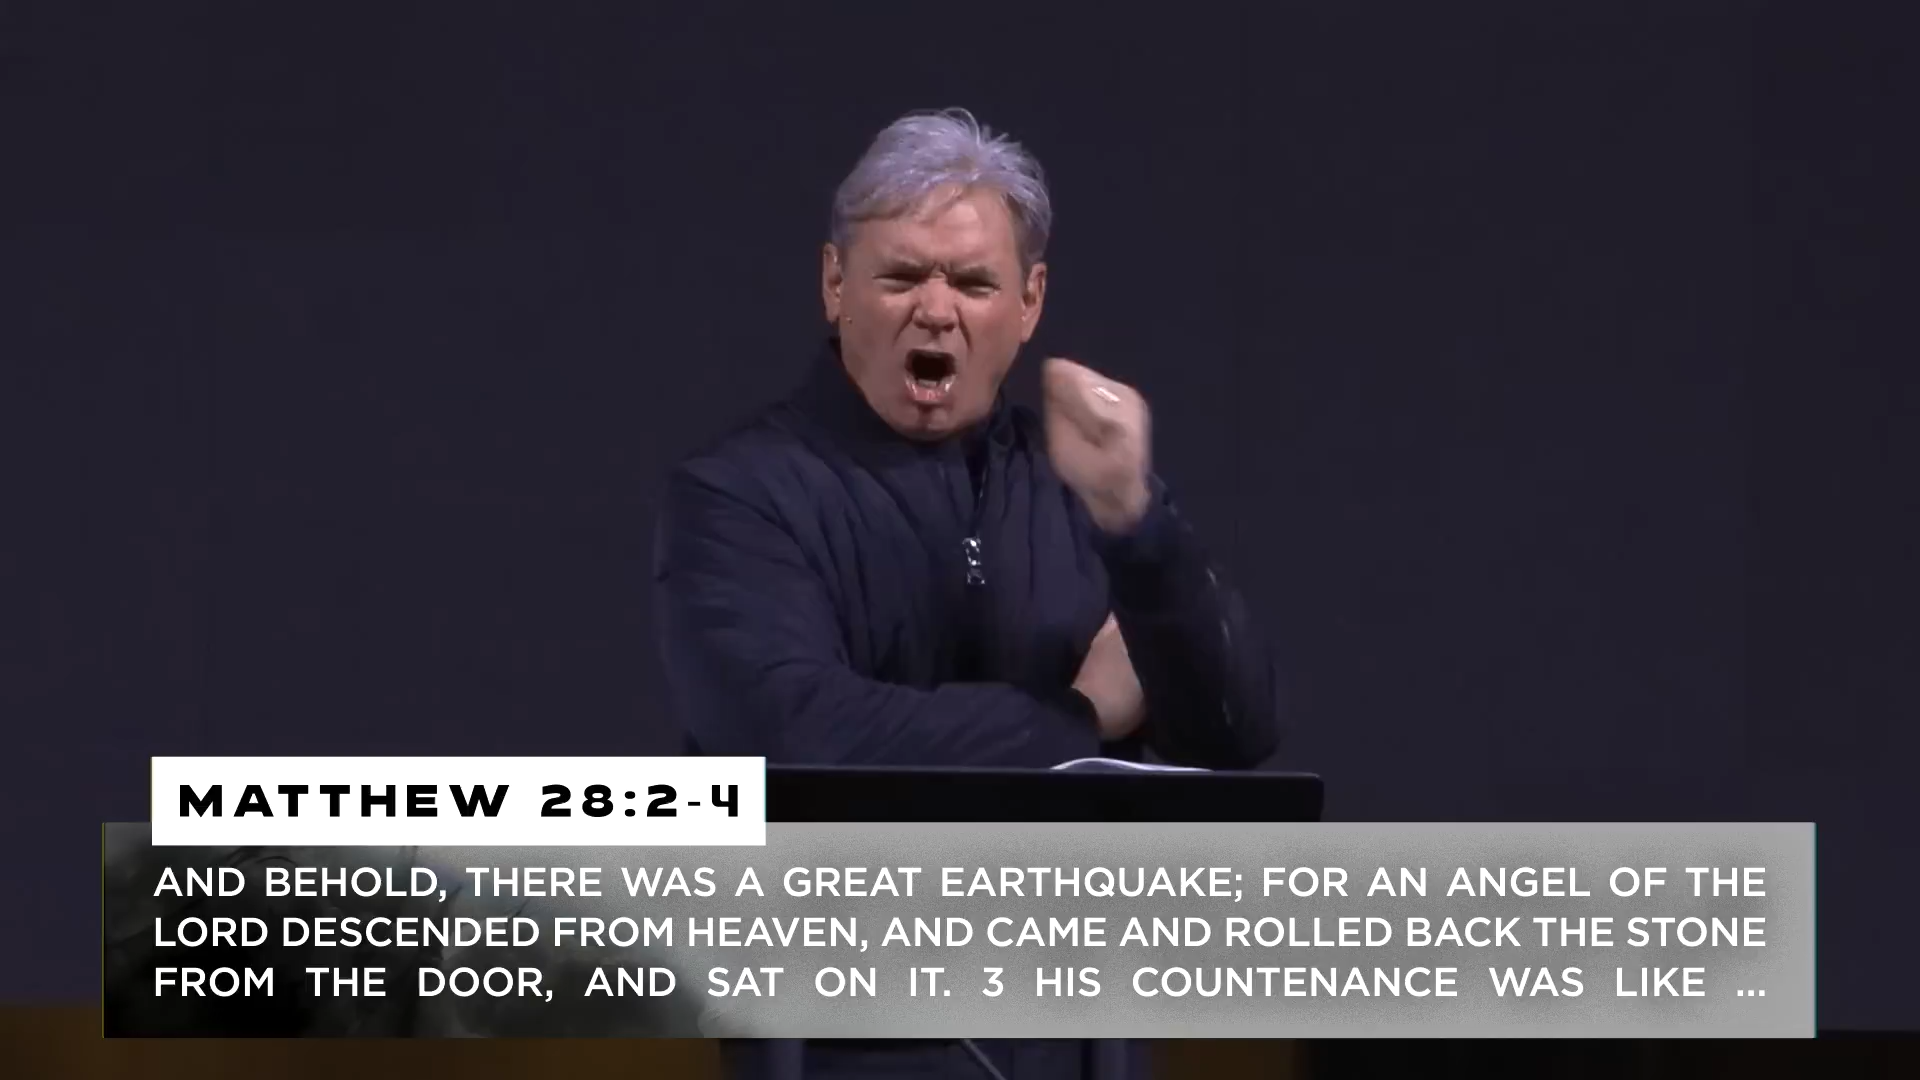 MATTHEW 28:2-4
AND BEHOLD, THERE WAS A GREAT EARTHQUAKE; FOR AN ANGEL OF THE
LORD DESCENDED FROM HEAVEN, AND CAME AND ROLLED BACK THE STONE
FROM THE DOOR, AND SAT ON IT. 3 HIS COUNTENANCE WAS LIKE ...